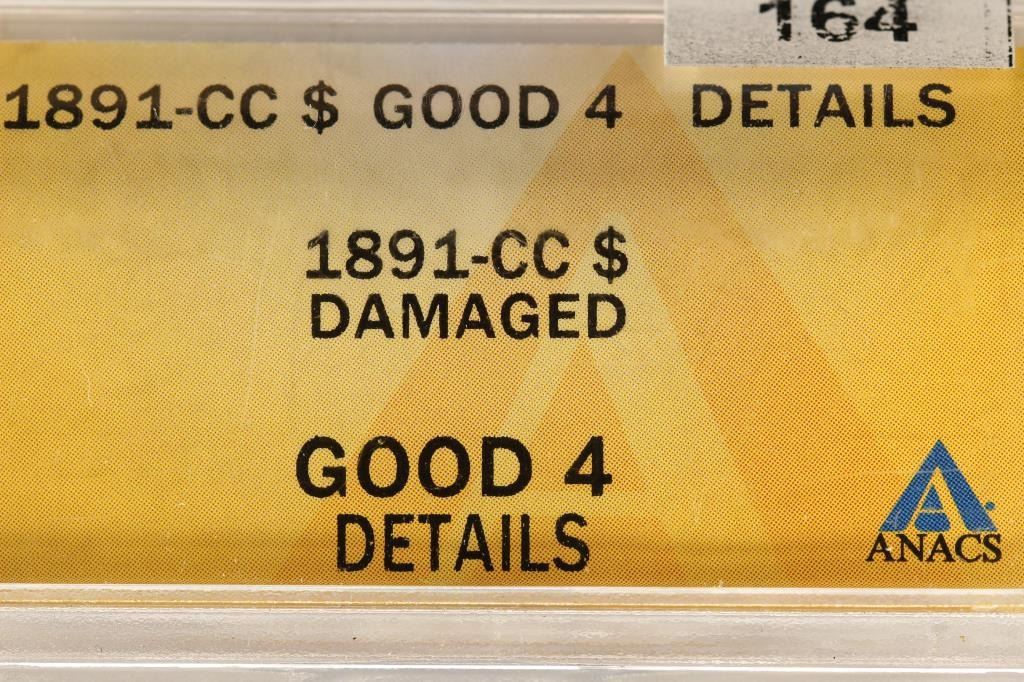 164
1891-CC $ GOOD 4 DETAILS
1891-CC $
DAMAGED
GOOD 4
DETAILS
ANACS